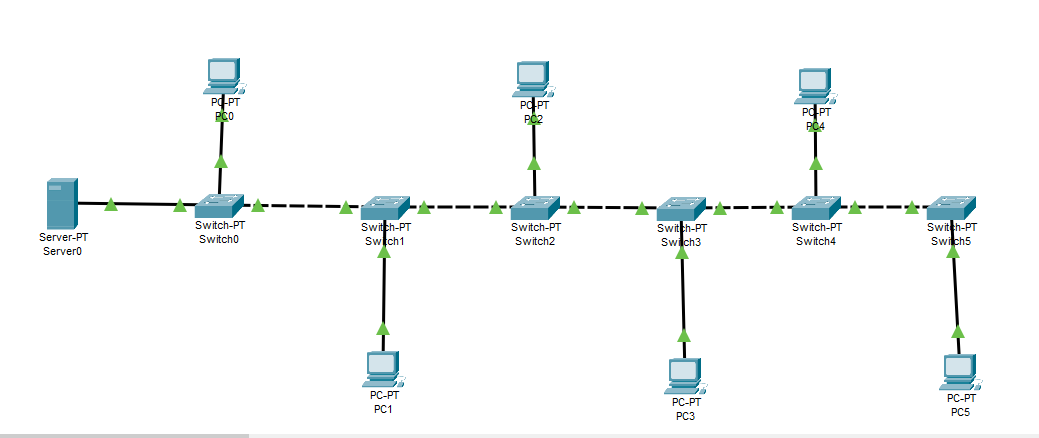 PC-PT
PC0
PC-PT
PC2
PC-PT
PC4
Server-PT
Server0
Switch-PT
Switch0
Switch-PT
Switch1
Switch-PT
Switch2
Switch-PT
Switch3
Switch-PT
Switch4
Switch-PT
Switch5
PC-PT
PC1
PC-PT
PC3
PC-PT
PC5